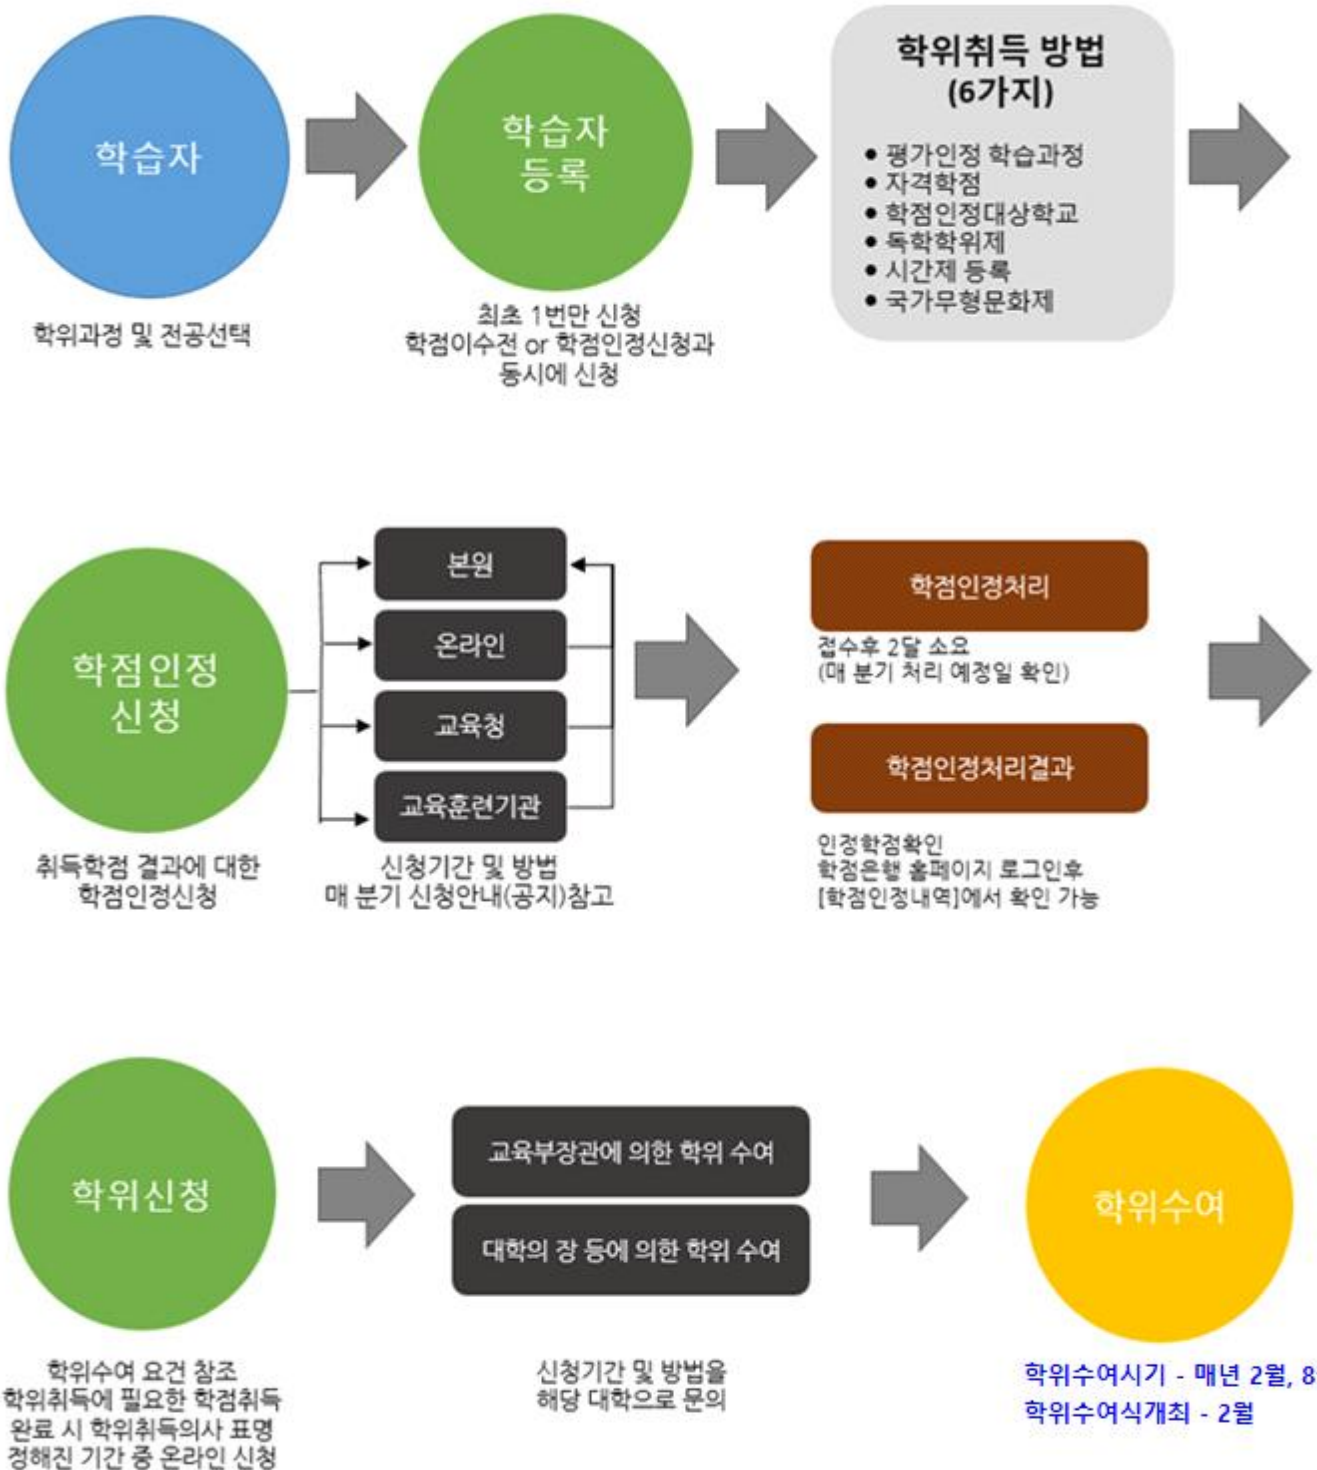 학습자
학위과정 및 전공선택
학습자
등록
최초 1번만 신청
학점이수전 or 학점인정신청과
동시에 신청
학위취득 방법
(6가지)
• 평가인정 학습과정
• 자격학점
• 학점인정대상학교
• 독학학위제
• 시간제 등록
• 국가무형문화제
학점인정
신청
취득학점 결과에 대한
학점인정신청
본원
온라인
교육청
교육훈련기관
신청기간 및 방법
매 분기 신청안내(공지)참고
학점인정처리
접수후 2달 소요
(매 분기 처리 예정일 확인)
학점인정처리결과
인정학점확인
학점은행 홈페이지 로그인후
[학점인정내역]에서 확인 가능
학위신청
학위수여 요건 참조
학위취득에 필요한 학점취득
완료 시 학위취득의사 표명
정해진 기간 중 온라인 신청
교육부장관에 의한 학위 수여
대학의 장 등에 의한 학위 수여
신청기간 및 방법을
해당 대학으로 문의
학위수여
학위수여시기 - 매년 2월, 8
학위수여식개최 - 2월